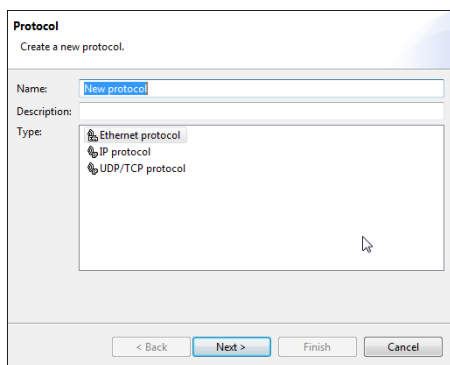 Protocol
Create a new protocol.
Name: New protocol
Description:
Type: Ethernet protocol
IP protocol
UDP/TCP protocol
< Back Next > Finish Cancel